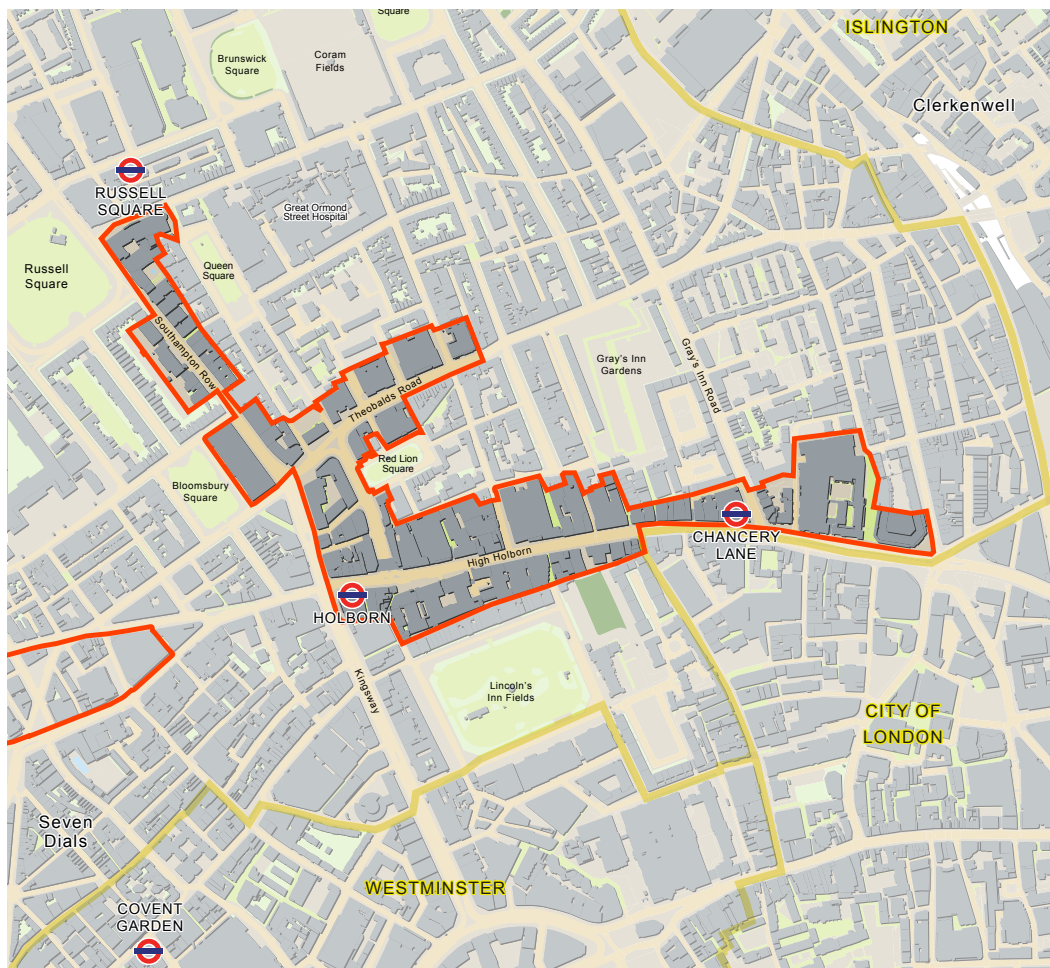 Square
ISLINGTON
Brunswick
Square
Coram
Fields
Clerkenwell
RUSSELL
SQUARE
Great Ormond
Street Hospital
Russell
Square
Queen
Square
Southampton Row
Theobalds Road
Gray's Inn
Gardens
Gray's Inn Road
Red Lion
Square
Bloomsbury
Square
CHANCERY
LANE
High Holborn
HOLBORN
Kingsway
Lincoln's
Inn Fields
CITY OF
LONDON
Seven
Dials
WESTMINSTER
COVENT
GARDEN